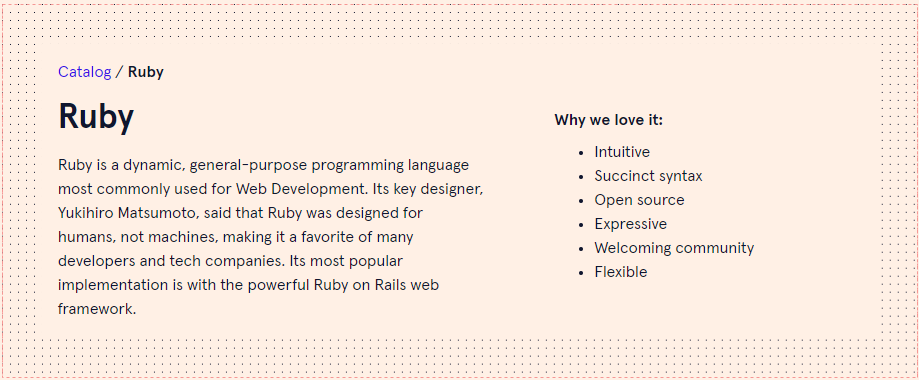 Catalog / Ruby
Ruby
Ruby is a dynamic, general-purpose programming language
most commonly used for Web Development. Its key designer,
Yukihiro Matsumoto, said that Ruby was designed for
humans, not machines, making it a favorite of many
developers and tech companies. Its most popular
implementation is with the powerful Ruby on Rails web
framework.
Why we love it:
• Intuitive
• Succinct syntax
• Open source
• Expressive
• Welcoming community
• Flexible